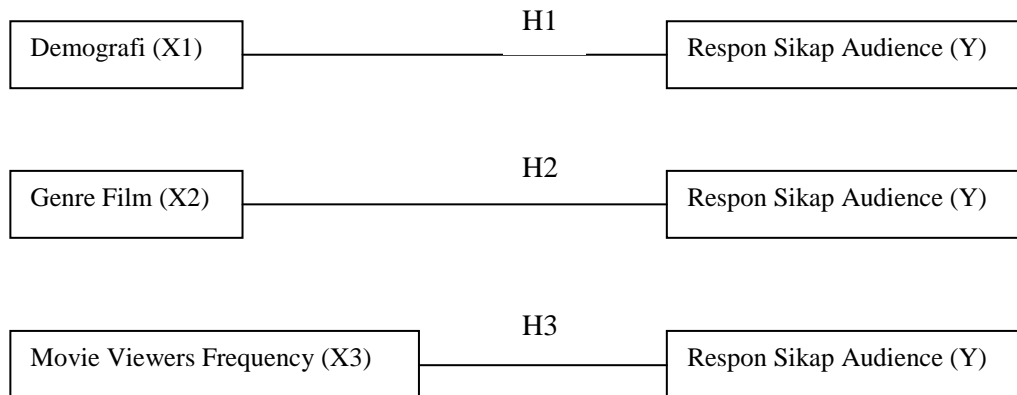 H1
Demografi (X1)
Respon Sikap Audience (Y)
H2
Genre Film (X2)
Respon Sikap Audience (Y)
H3
Movie Viewers Frequency (X3)
Respon Sikap Audience (Y)